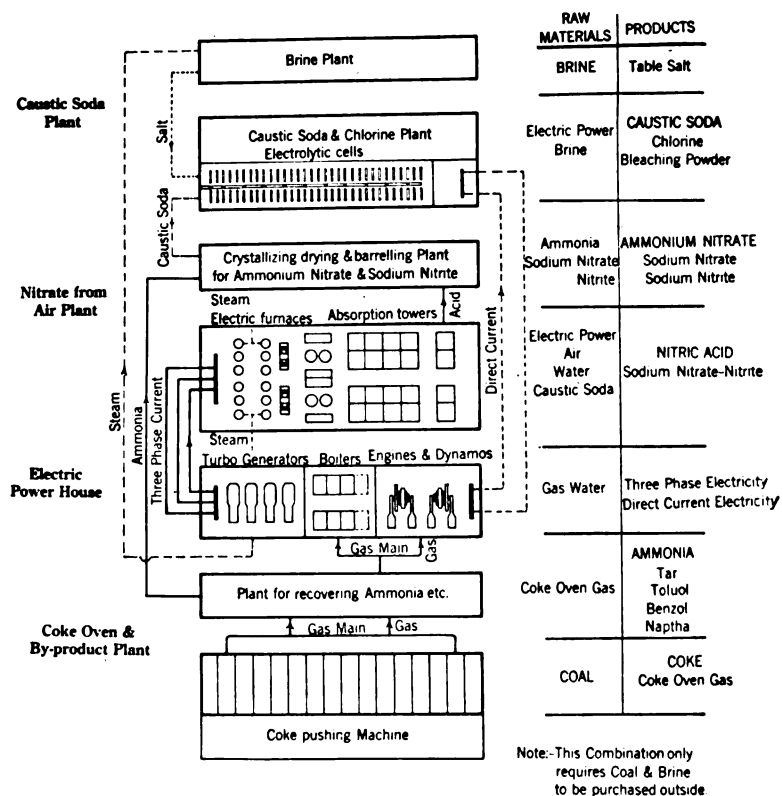 RAW
MATERIALS
PRODUCTS
Brine Plant
BRINE
Table Salt
Caustic Soda
Plant
Salt
Caustic Soda & Chlorine Plant
Electrolytic cells
Electric Power
Brine
CAUSTIC SODA
Chlorine
Bleaching Powder
Caustic Soda
Crystallizing drying & barrelling Plant
for Ammonium Nitrate & Sodium Nitrite
Ammonia
Sodium Nitrate
Nitrite
AMMONIUM NITRATE
Sodium Nitrate
Sodium Nitrite
Nitrate from
Air Plant
Steam
Electric furnaces
Absorption towers
Acid
Direct Current
Electric Power
Air
Water
Caustic Soda
NITRIC ACID
Sodium Nitrate-Nitrite
Steam
Ammonia
Three Phase Current
Steam
Electric
Power House
Turbo Generators
Boilers
Engines & Dynamos
Gas Water
Three Phase Electricity
Direct Current Electricity
Gas Main
Gas
Plant for recovering Ammonia etc.
Coke Oven Gas
AMMONIA
Tar
Toluol
Benzol
Naptha
Coke Oven &
By-product Plant
Gas Main
Gas
COAL
COKE
Coke Oven Gas
Coke pushing Machine
Note:-This Combination only
requires Coal & Brine
to be purchased outside.